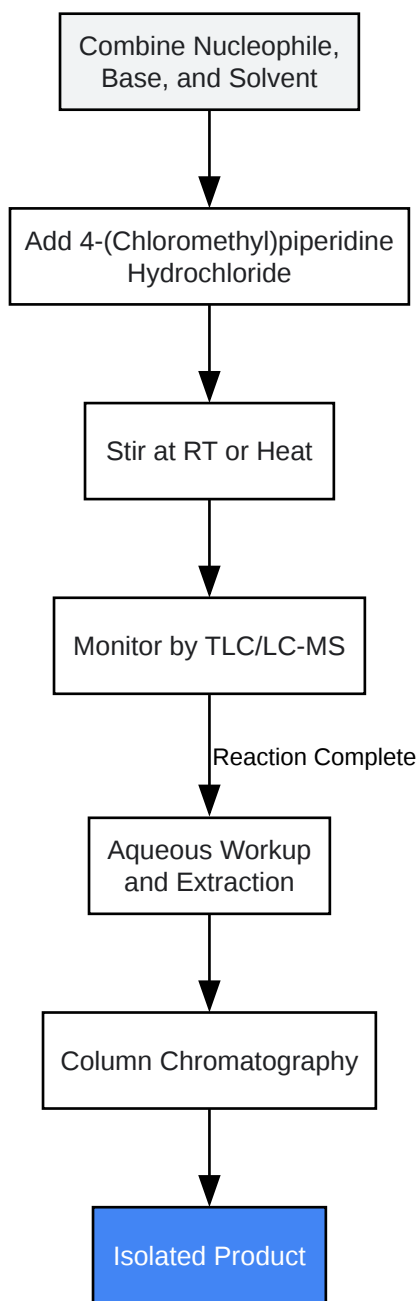 Combine Nucleophile,
Base, and Solvent
Add 4-(Chloromethyl)piperidine
Hydrochloride
Stir at RT or Heat
Monitor by TLC/LC-MS
Reaction Complete
Aqueous Workup
and Extraction
Column Chromatography
Isolated Product